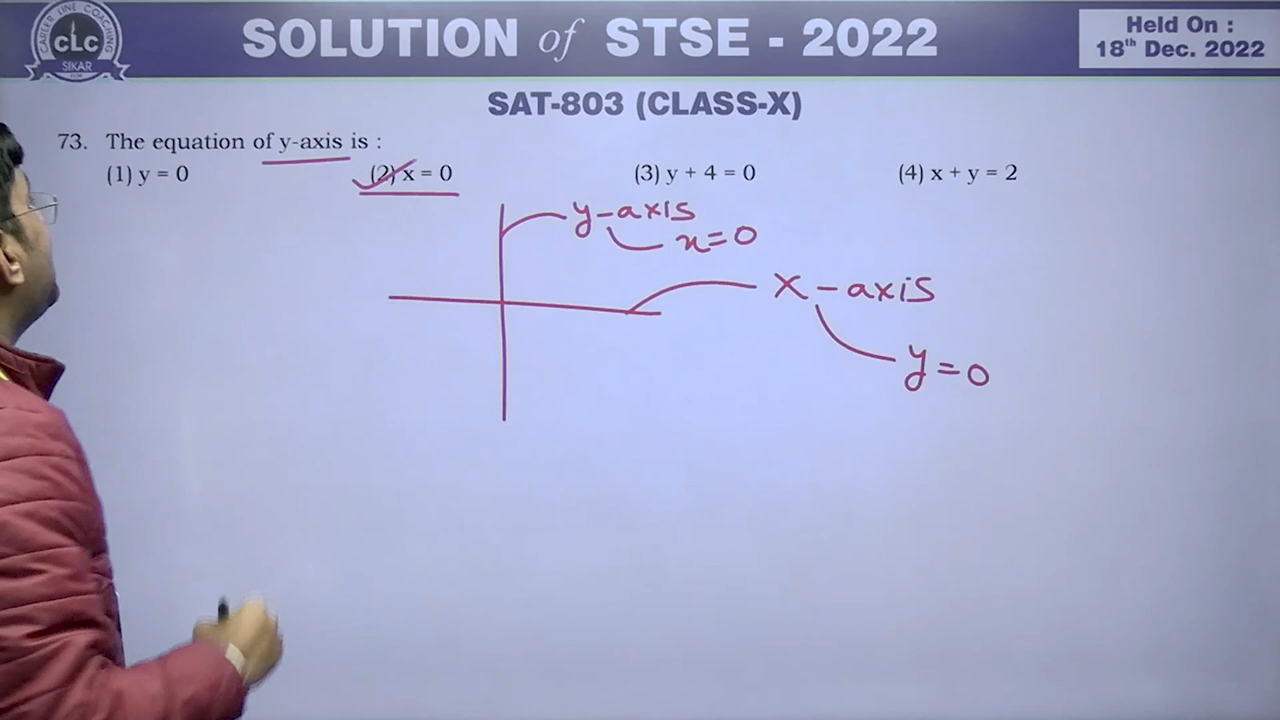 CAREER LINE COACHING
CLC
SIKAR
SOLUTION of STSE - 2022
Held On :
18th Dec. 2022
SAT-803 (CLASS-X)
73. The equation of y-axis is :
(1) y = 0 (2) x = 0 (3) y + 4 = 0 (4) x + y = 2
y-axis
x=0
X-axis
y=0